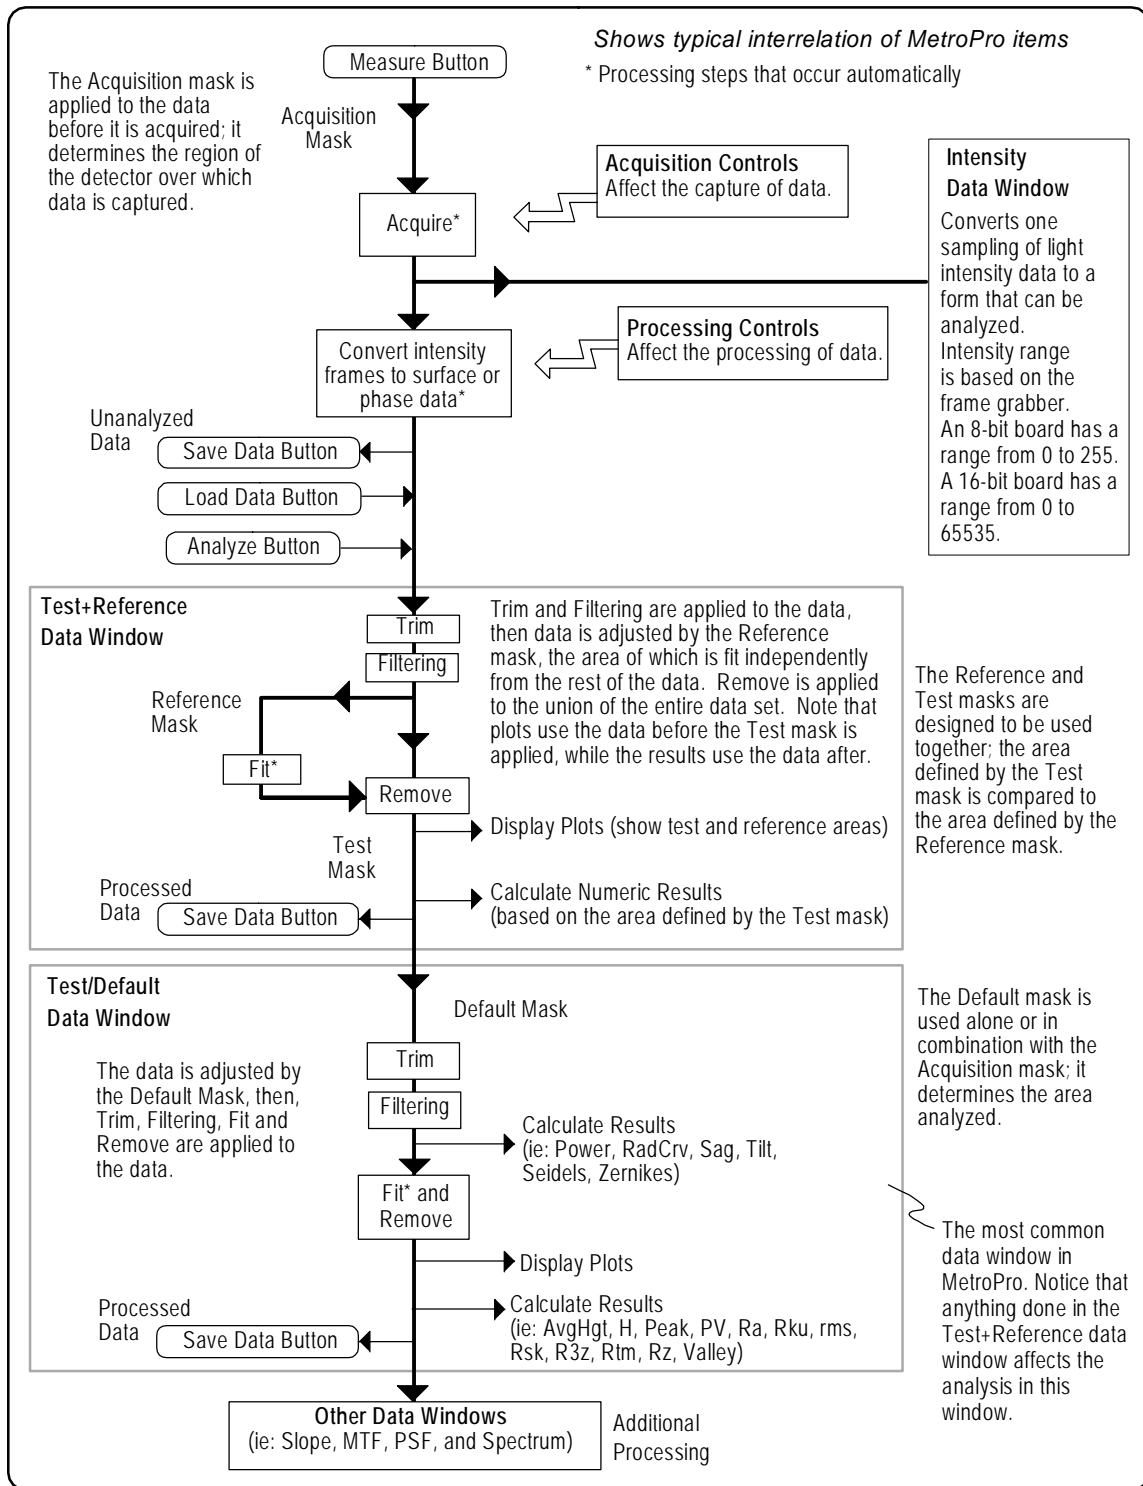 Shows typical interrelation of MetroPro items
* Processing steps that occur automatically
Measure Button
The Acquisition mask is
applied to the data
before it is acquired; it
determines the region of
the detector over which
data is captured.
Acquisition
Mask
Acquisition Controls
Affect the capture of data.
Acquire*
Intensity
Data Window
Converts one
sampling of light
intensity data to a
form that can be
analyzed.
Intensity range
is based on the
frame grabber.
An 8-bit board has a
range from 0 to 255.
A 16-bit board has a
range from 0 to
65535.
Processing Controls
Affect the processing of data.
Convert intensity
frames to surface or
phase data*
Unanalyzed
Data
Save Data Button
Load Data Button
Analyze Button
Test+Reference
Data Window
Trim
Filtering
Trim and Filtering are applied to the data,
then data is adjusted by the Reference
mask, the area of which is fit independently
from the rest of the data.  Remove is applied
to the union of the entire data set.  Note that
plots use the data before the Test mask is
applied, while the results use the data after.
Reference
Mask
Fit*
Remove
The Reference and
Test masks are
designed to be used
together; the area
defined by the Test
mask is compared to
the area defined by the
Reference mask.
Display Plots (show test and reference areas)
Test
Mask
Processed
Data
Save Data Button
Calculate Numeric Results
(based on the area defined by the Test mask)
Test/Default
Data Window
Default Mask
The data is adjusted by
the Default Mask, then,
Trim, Filtering, Fit and
Remove are applied to
the data.
Trim
Filtering
The Default mask is
used alone or in
combination with the
Acquisition mask; it
determines the area
analyzed.
Calculate Results
(ie: Power, RadCrv, Sag, Tilt,
Seidels, Zernikes)
Fit* and
Remove
Display Plots
The most common
data window in
MetroPro. Notice that
anything done in the
Test+Reference data
window affects the
analysis in this
window.
Processed
Data
Save Data Button
Calculate Results
(ie: AvgHgt, H, Peak, PV, Ra, Rku, rms,
Rsk, R3z, Rtm, Rz, Valley)
Other Data Windows
(ie: Slope, MTF, PSF, and Spectrum)
Additional
Processing